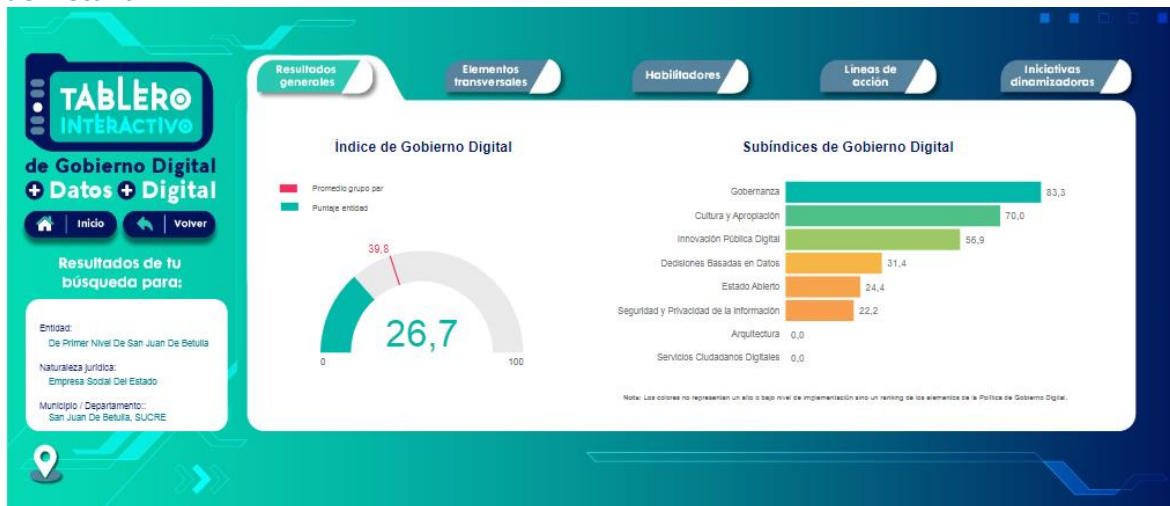 TABLERO
INTERACTIVO
de Gobierno Digital
+ Datos + Digital
Inicio
Volver
Resultados de tu
búsqueda para:
Entidad:
De Primer Nivel De San Juan De Betulia
Naturaleza jurídica:
Empresa Social Del Estado
Municipio / Departamento::
San Juan De Betulia, SUCRE
Resultados
generales
Elementos
transversales
Habilitadores
Líneas de
acción
Iniciativas
dinamizadoras
Índice de Gobierno Digital
Promedio grupo par
Puntaje entidad
39,8
26,7
0
100
Subíndices de Gobierno Digital
Gobernanza 83,3
Cultura y Apropiación 70,0
Innovación Pública Digital 56,9
Decisiones Basadas en Datos 31,4
Estado Abierto 24,4
Seguridad y Privacidad de la Información 22,2
Arquitectura 0,0
Servicios Ciudadanos Digitales 0,0
Nota: Los colores no representan un alto o bajo nivel de implementación sino un ranking de los elementos de la Política de Gobierno Digital.